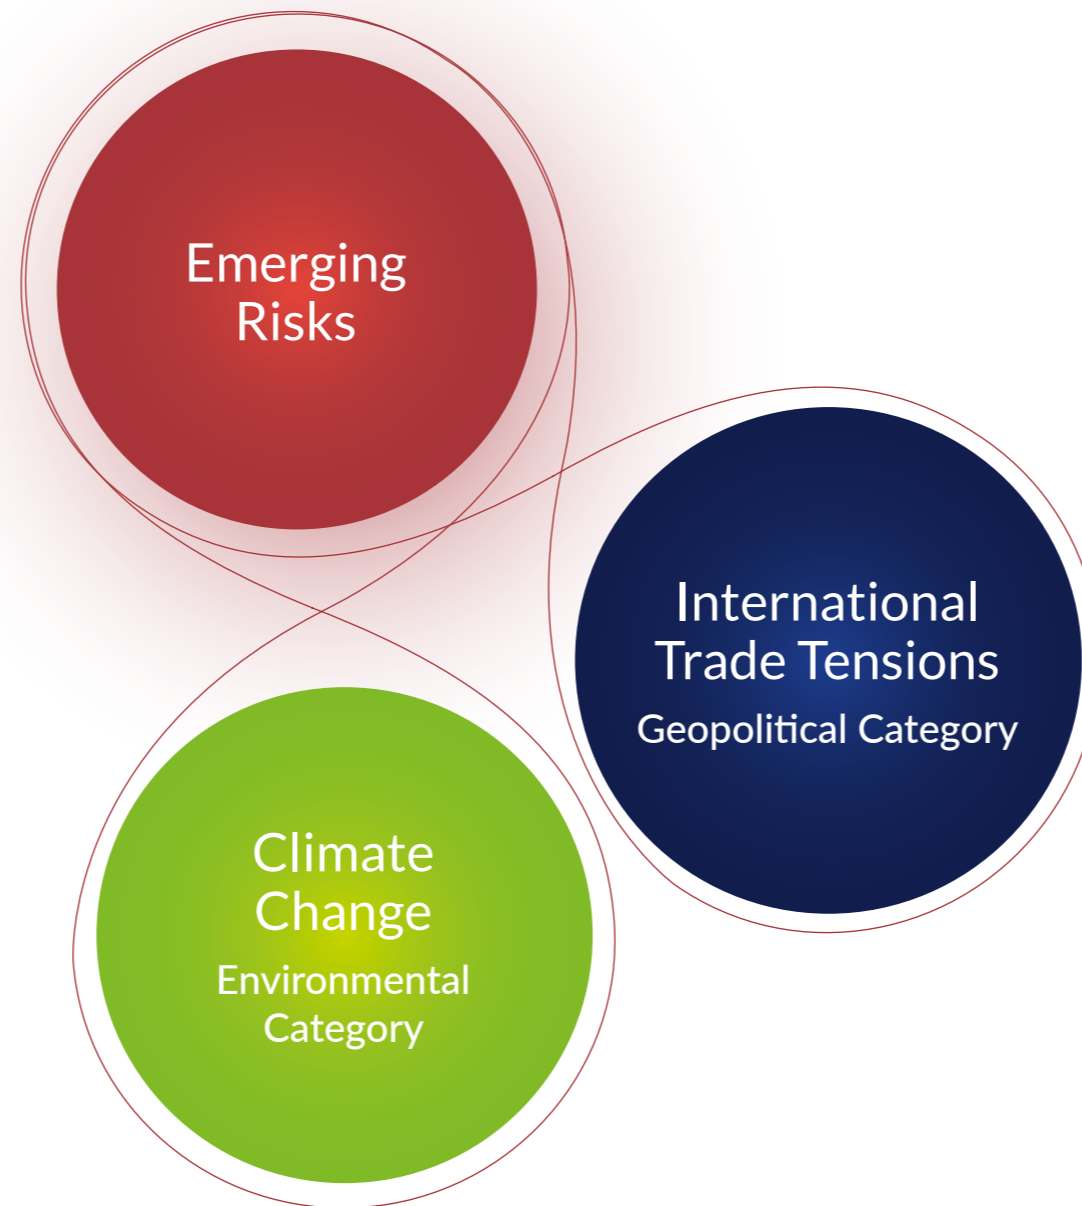 Emerging
Risks
International
Trade Tensions
Geopolitical Category
Climate
Change
Environmental
Category